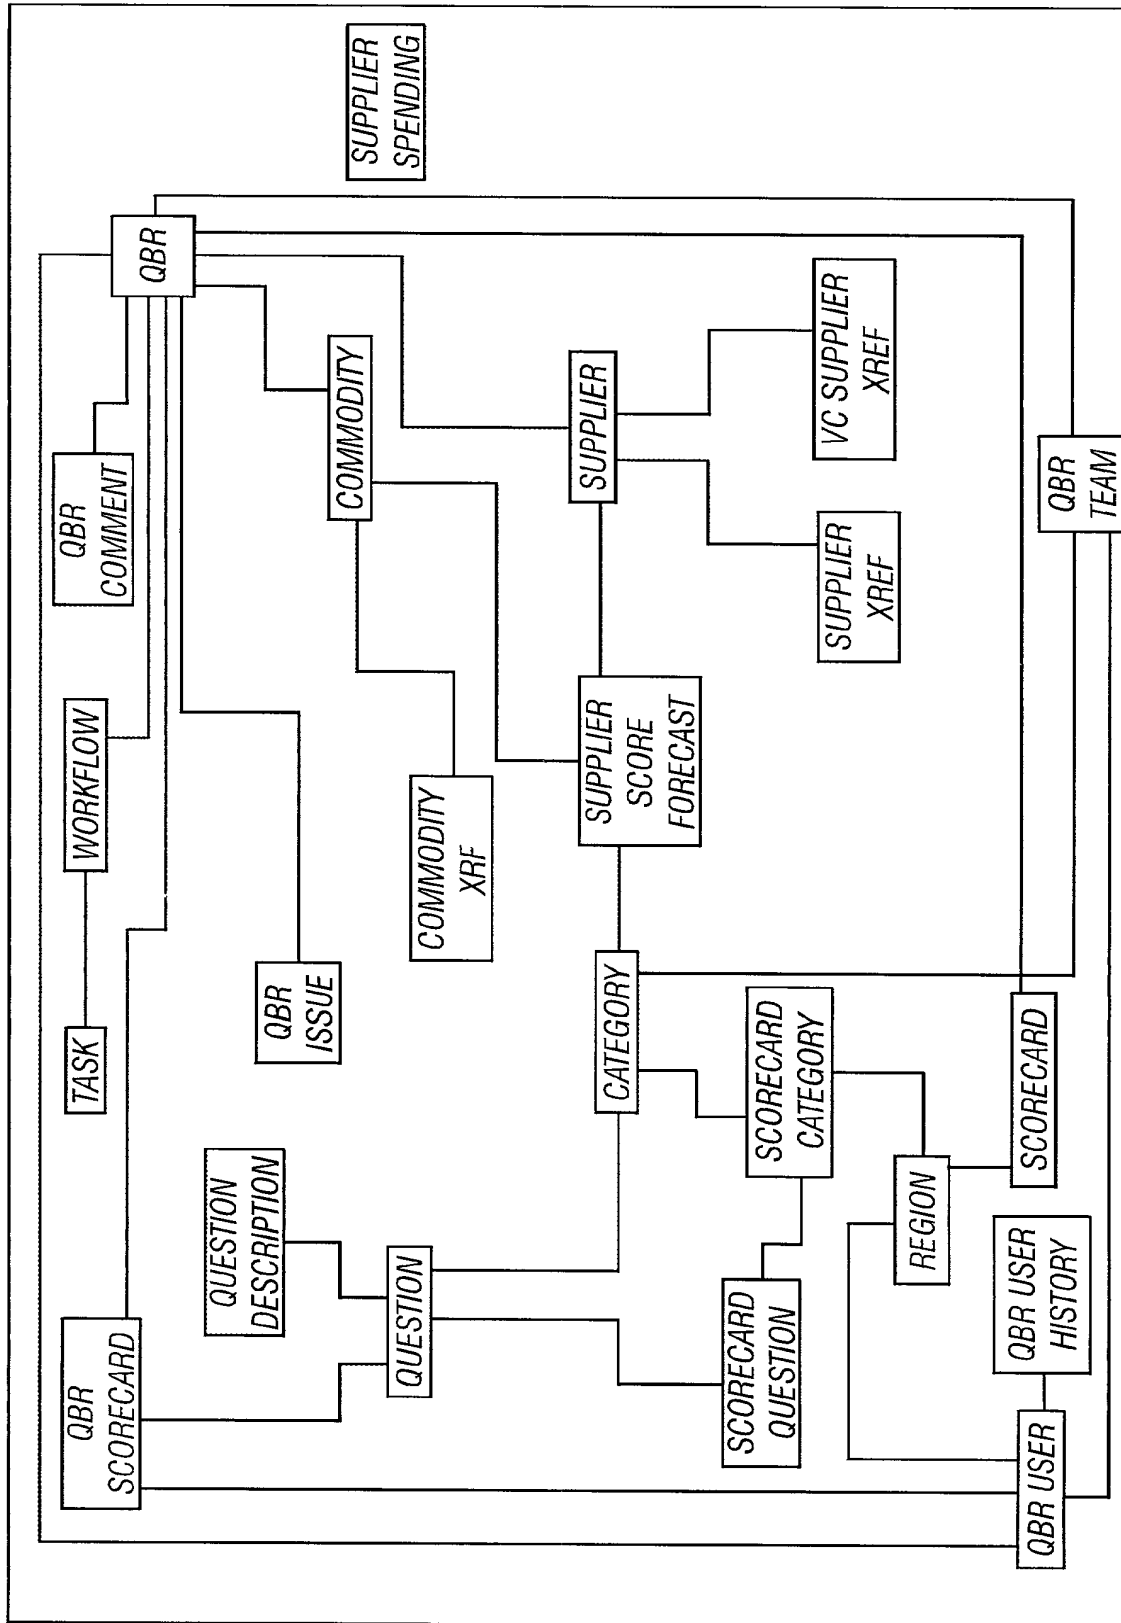 QBR
SCORECARD
TASK
WORKFLOW
QBR
COMMENT
QBR
QUESTION
DESCRIPTION
QBR
ISSUE
COMMODITY
SUPPLIER
SPENDING
QUESTION
COMMODITY
XRF
CATEGORY
SUPPLIER
SCORE
FORECAST
SUPPLIER
SCORECARD
QUESTION
SCORECARD
CATEGORY
SUPPLIER
XREF
VC SUPPLIER
XREF
REGION
QBR USER
HISTORY
QBR USER
SCORECARD
QBR
TEAM